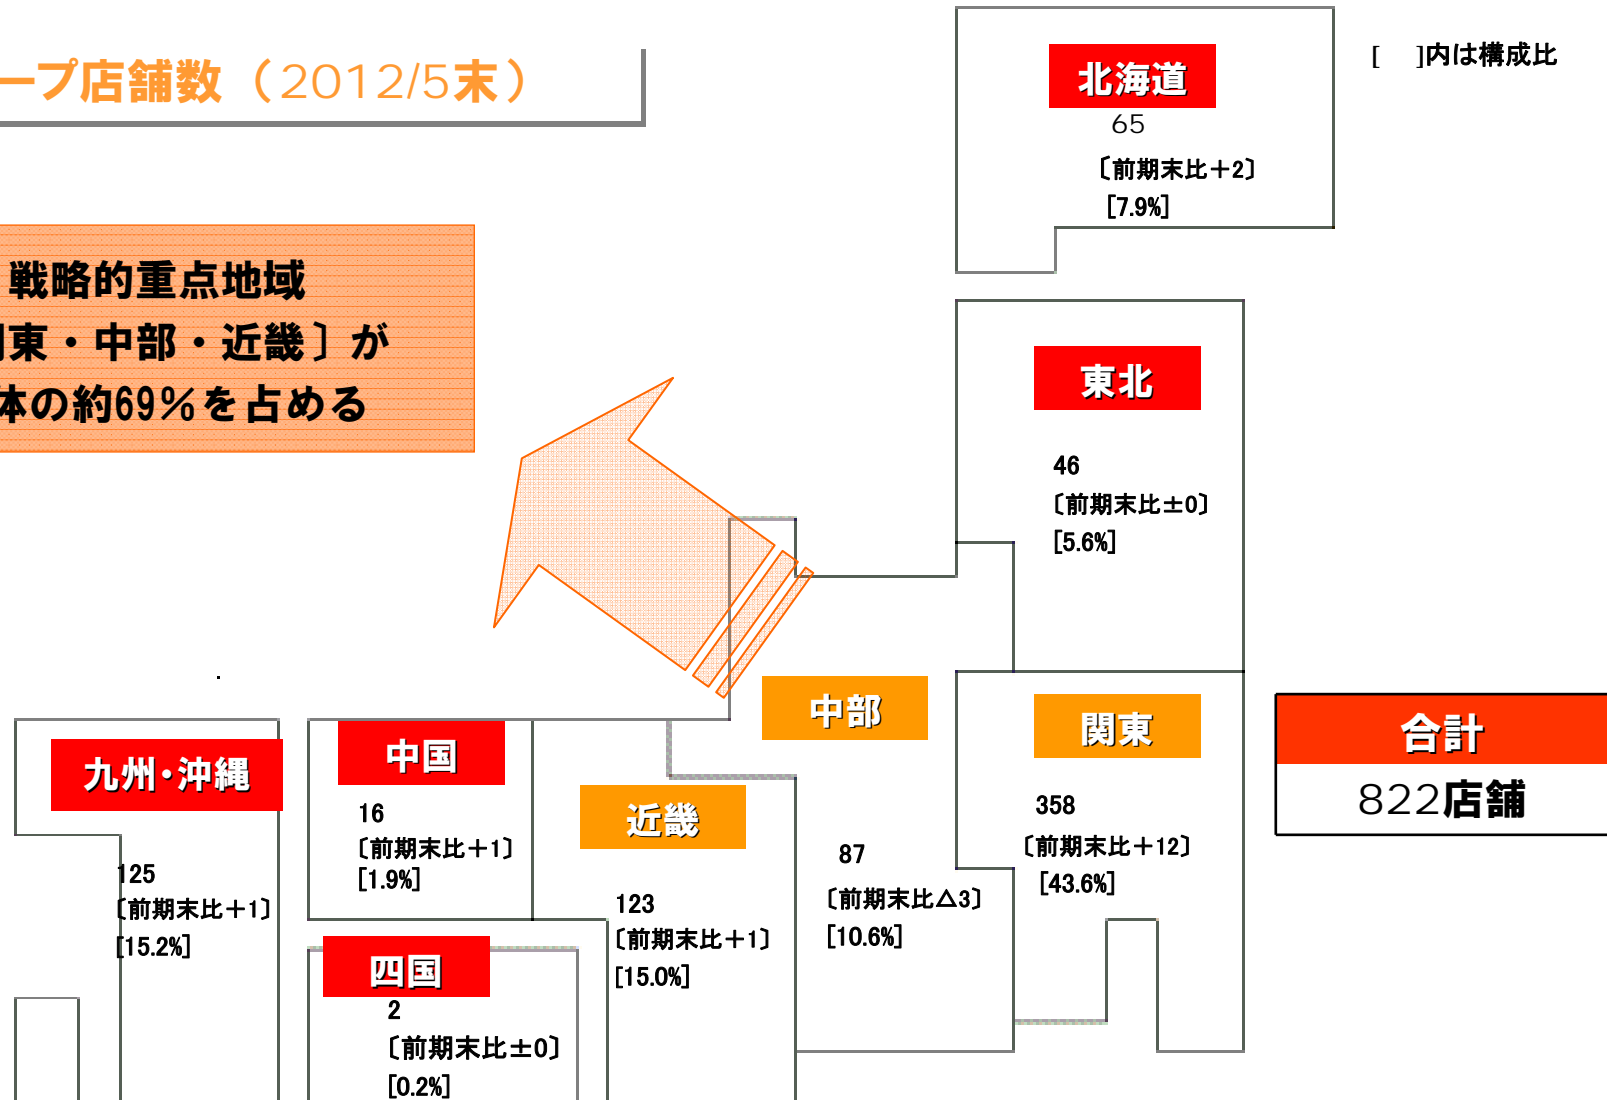 ープ店舗数（2012/5末）
[　]内は構成比
北海道
65
〔前期末比＋2〕
[7.9%]
戦略的重点地域
東・中部・近畿〕が
体の約69％を占める
東北
46
〔前期末比±0〕
[5.6%]
中部
87
〔前期末比△3〕
[10.6%]
関東
358
〔前期末比＋12〕
[43.6%]
合計
822店舗
九州・沖縄
125
〔前期末比＋1〕
[15.2%]
中国
16
〔前期末比＋1〕
[1.9%]
近畿
123
〔前期末比＋1〕
[15.0%]
四国
2
〔前期末比±0〕
[0.2%]